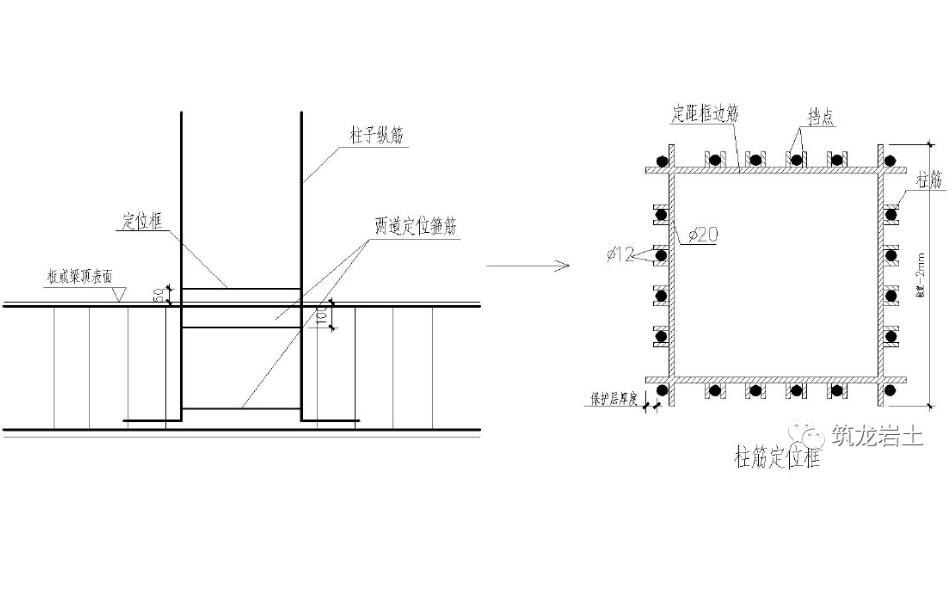 柱子纵筋
定位框
两道定位箍筋
板或梁顶表面
50
100
定距框边筋
挡点
柱筋
Ø20
Ø12
-2mm
保护层厚度
筑龙岩土
柱筋定位框